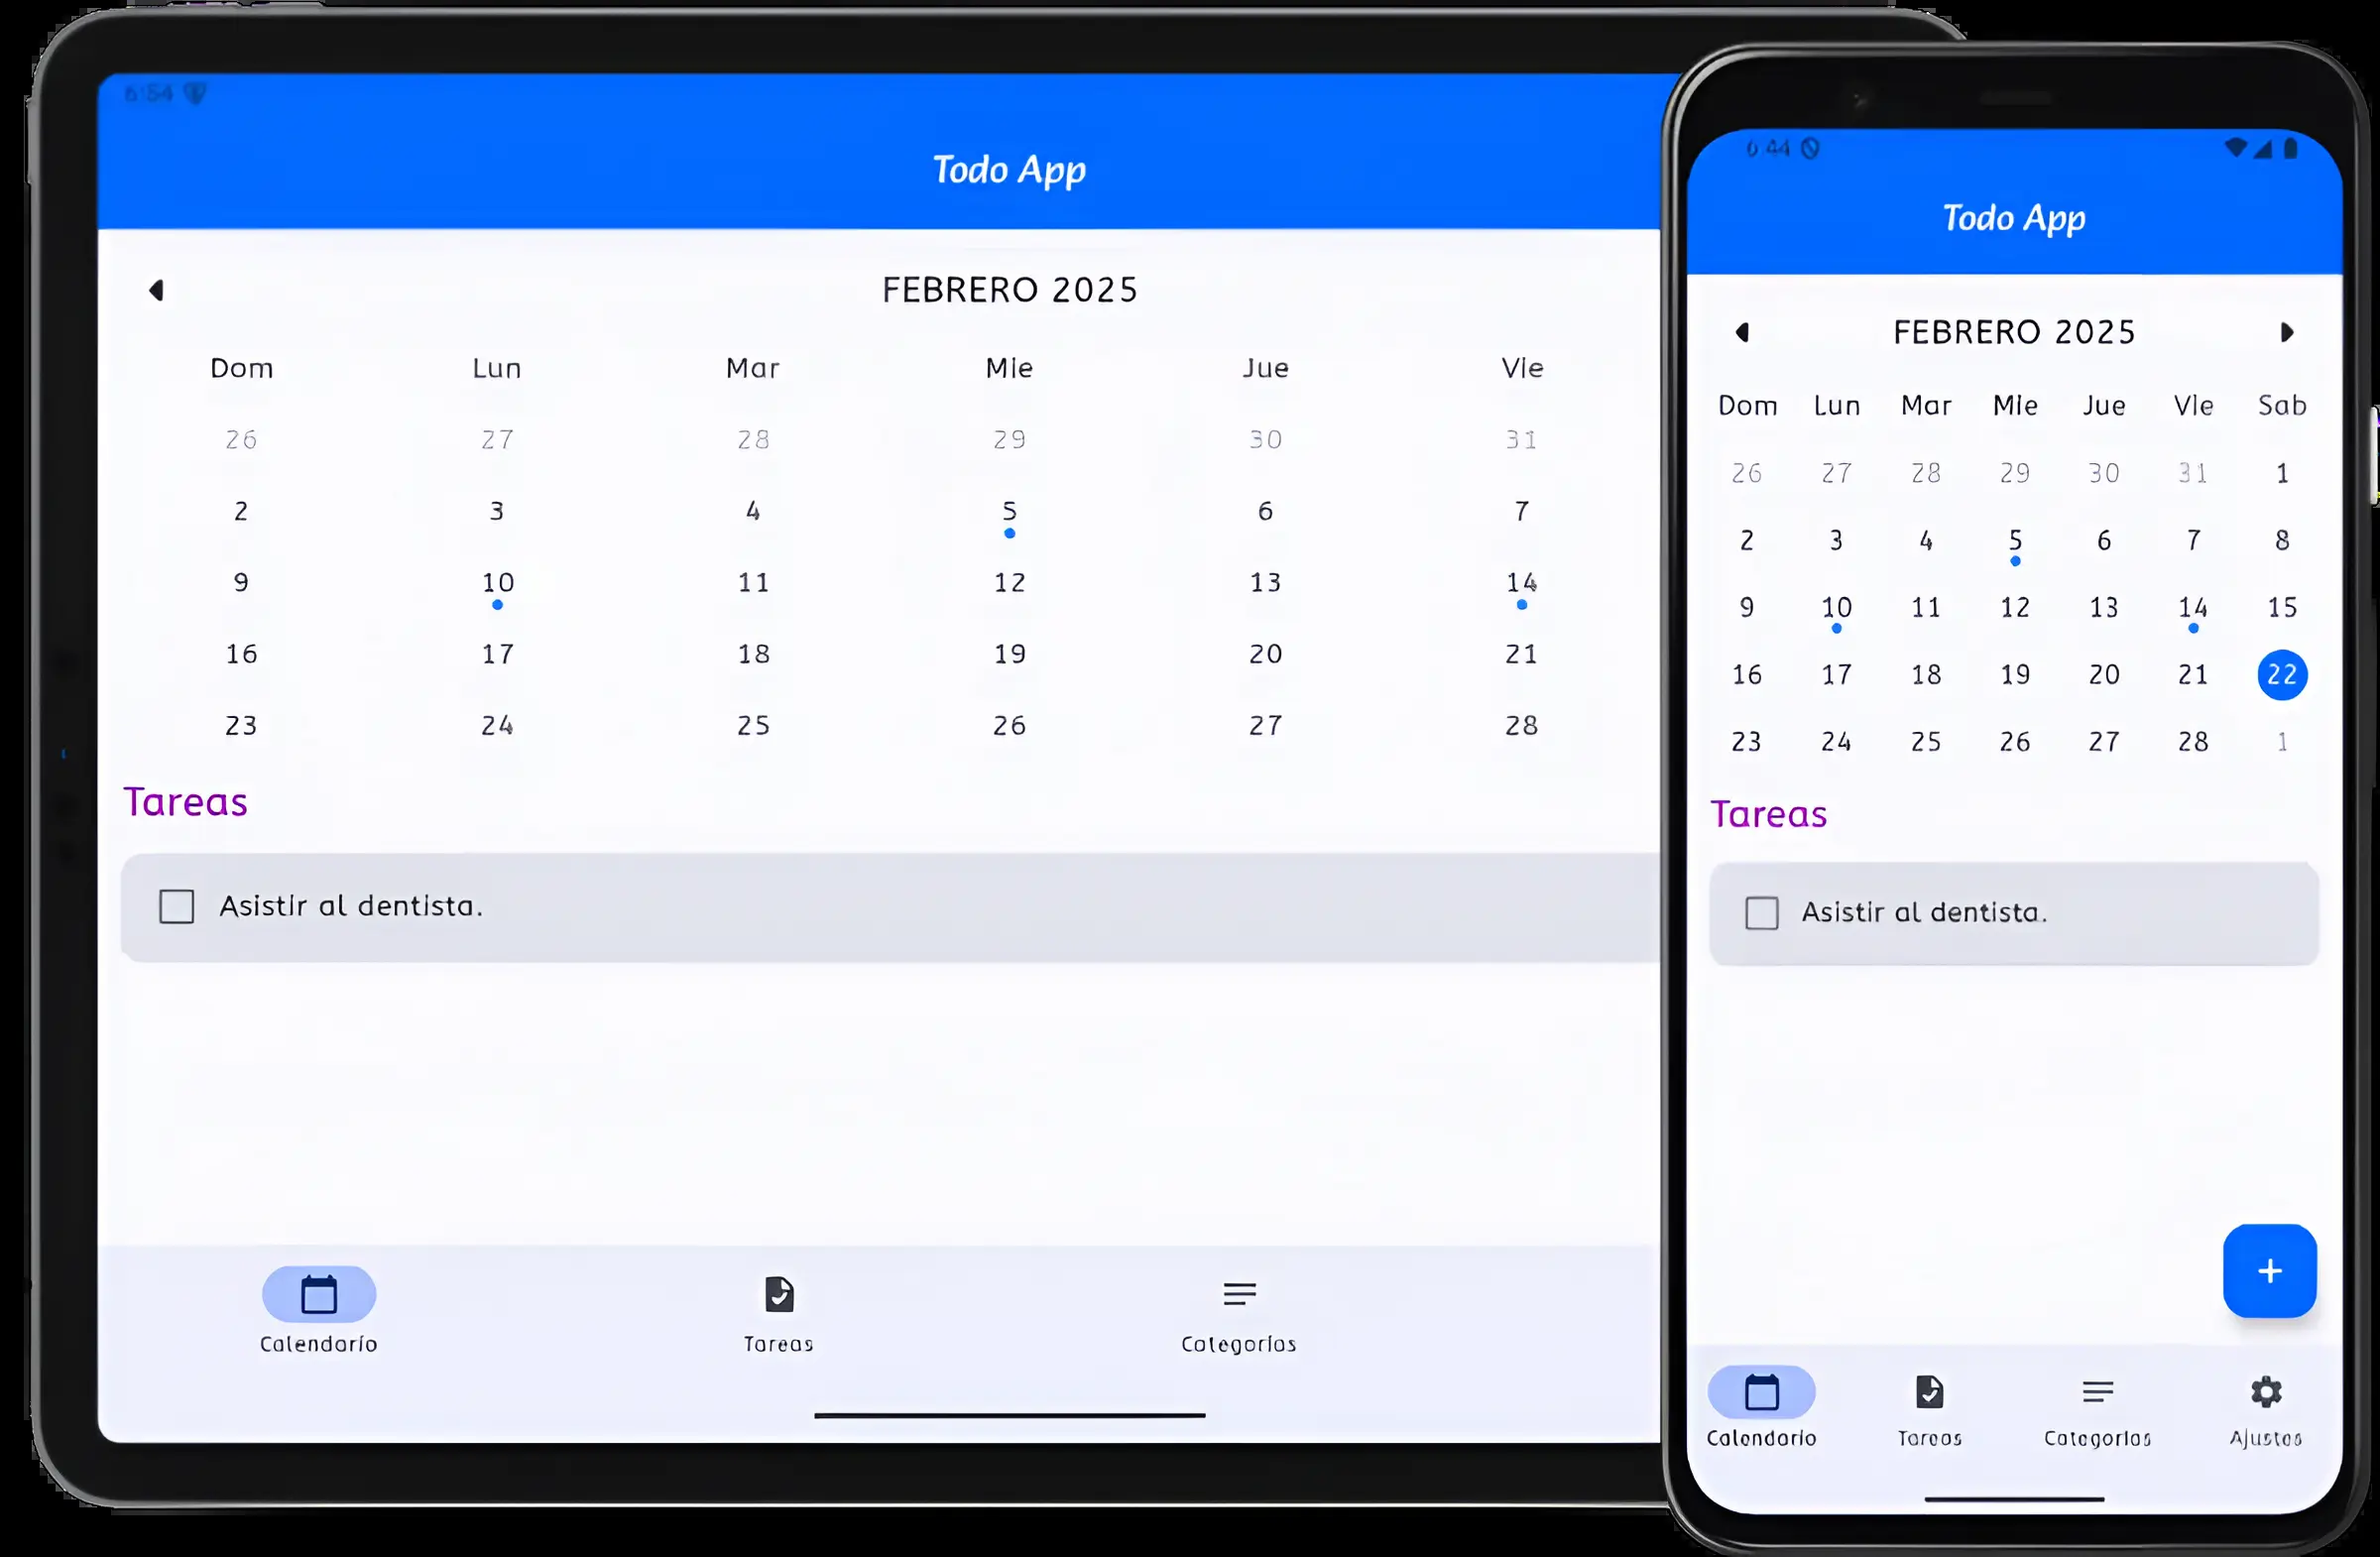 6:54
Todo App
FEBRERO 2025
Dom Lun Mar Mie Jue Vie
26 27 28 29 30 31
2 3 4 5 6 7
9 10 11 12 13 14
16 17 18 19 20 21
23 24 25 26 27 28
Tareas
Asistir al dentista.
Calendario Tareas Categorías
6:44
Todo App
FEBRERO 2025
Dom Lun Mar Mie Jue Vie Sab
26 27 28 29 30 31 1
2 3 4 5 6 7 8
9 10 11 12 13 14 15
16 17 18 19 20 21 22
23 24 25 26 27 28 1
Tareas
Asistir al dentista.
+
Calendario Tareas Categorías Ajustes